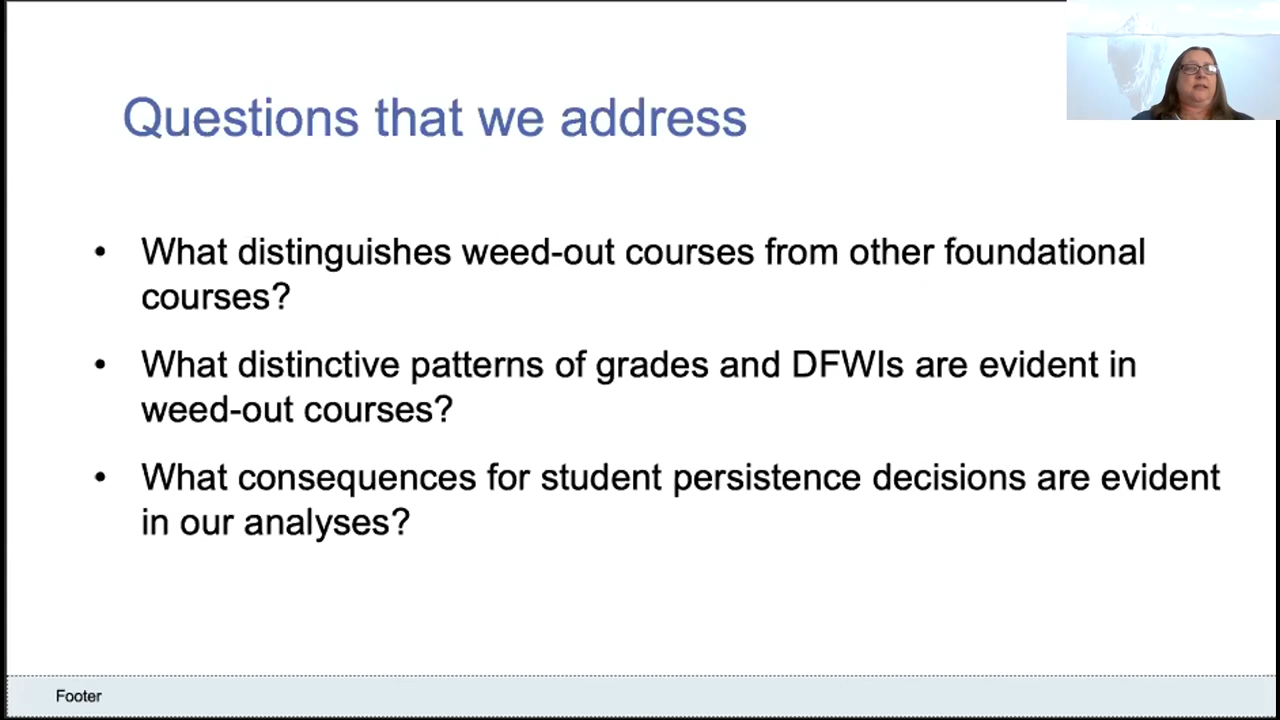 Questions that we address
• What distinguishes weed-out courses from other foundational
courses?
• What distinctive patterns of grades and DFWIs are evident in
weed-out courses?
• What consequences for student persistence decisions are evident
in our analyses?
Footer